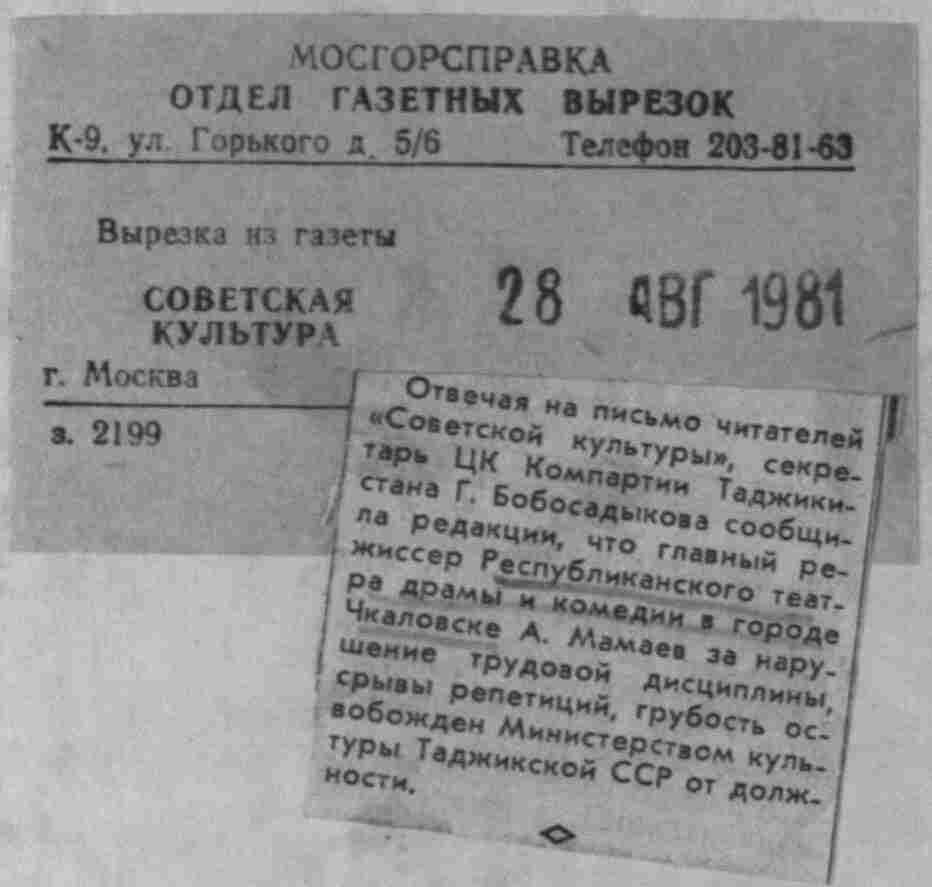 МОСГОРСПРАВКА
ОТДЕЛ ГАЗЕТНЫХ ВЫРЕЗОК
К-9, ул. Горького д. 5/6 Телефон 203-81-63
Вырезка из газеты
СОВЕТСКАЯ
КУЛЬТУРА
28 АВГ 1981
г. Москва
з. 2199
Отвечая на письмо читателей
«Советской культуры», секре-
тарь ЦК Компартии Таджики-
стана Г. Бобосадыкова сообщи-
ла редакции, что главный ре-
жиссер Республиканского теат-
ра драмы и комедии в городе
Чкаловске А. Мамаев за нару-
шение трудовой дисциплины,
срывы репетиций, грубость ос-
вобожден Министерством куль-
туры Таджикской ССР от долж-
ности.